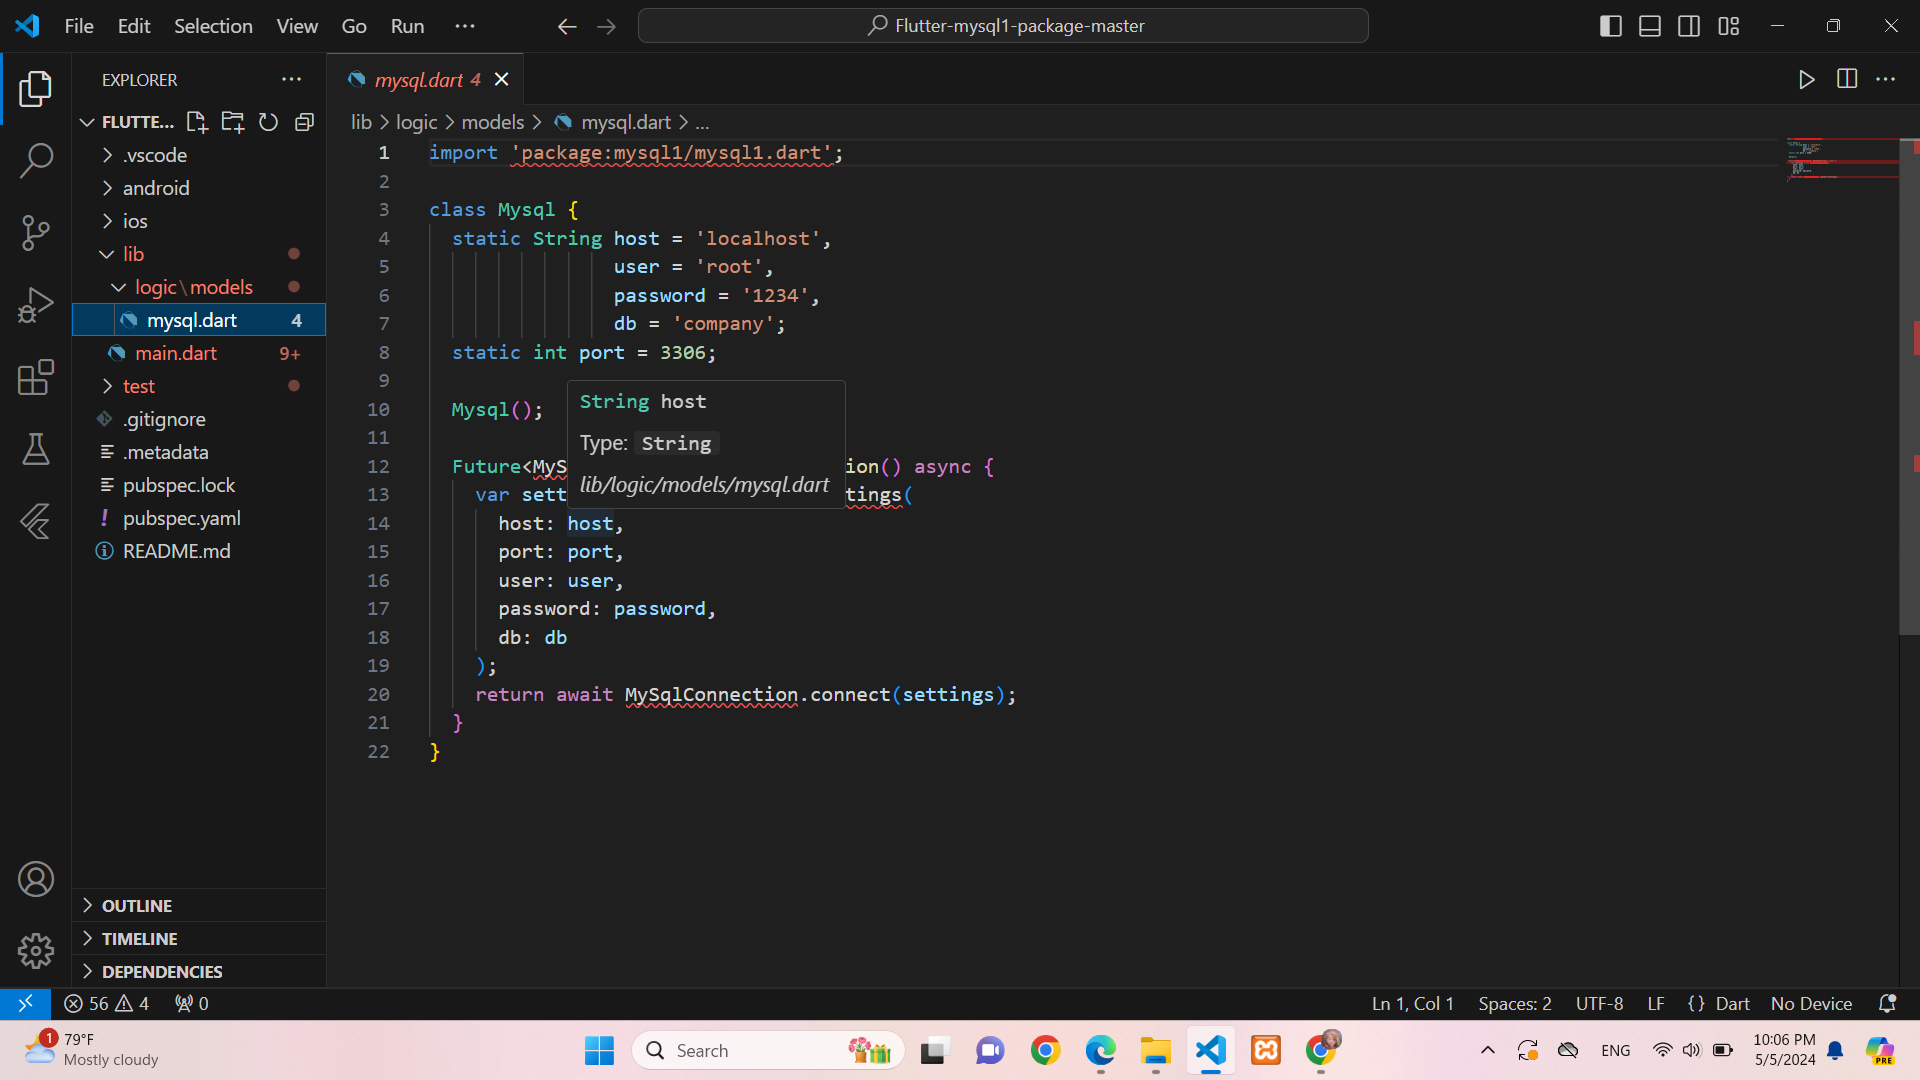 File Edit Selection View Go Run ···
Flutter-mysql1-package-master
EXPLORER ···
FLUTTE...
.vscode
android
ios
lib
logic\models
mysql.dart 4
main.dart 9+
test
.gitignore
.metadata
pubspec.lock
! pubspec.yaml
README.md
OUTLINE
TIMELINE
DEPENDENCIES
mysql.dart 4
lib > logic > models > mysql.dart > ...
1 import 'package:mysql1/mysql1.dart';
2
3 class Mysql {
4 static String host = 'localhost',
5 user = 'root',
6 password = '1234',
7 db = 'company';
8 static int port = 3306;
9
10 Mysql();
11
12 Future<MyS ion() async {
13 var sett tings(
14 host: host,
15 port: port,
16 user: user,
17 password: password,
18 db: db
19 );
20 return await MySqlConnection.connect(settings);
21 }
22 }
String host
Type: String
lib/logic/models/mysql.dart
56 4 0
Ln 1, Col 1 Spaces: 2 UTF-8 LF {} Dart No Device
1
79°F
Mostly cloudy
Search
ENG
10:06 PM
5/5/2024
PRE